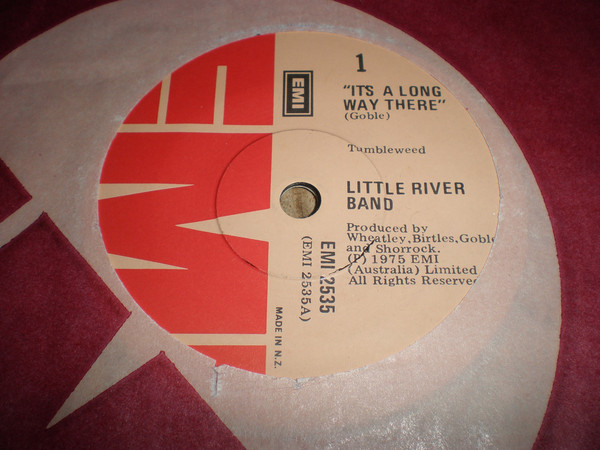 EMI
1
EMI
"ITS A LONG
WAY THERE"
(Goble)
Tumbleweed
LITTLE RIVER
BAND
Produced by
Wheatley, Birtles, Goble
and Shorrock.
(P) 1975 EMI
(Australia) Limited
All Rights Reserve
EMI 2535
(EMI 2535A)
MADE IN N.Z.